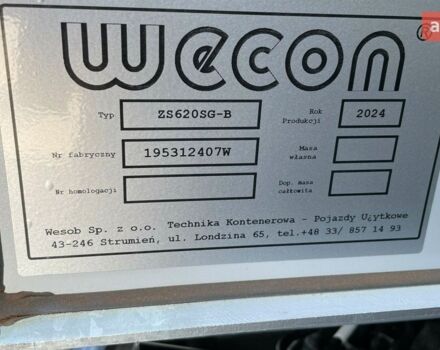 wecon ®
Typ ZS620SG-B Rok Produkcji 2024
Nr fabryczny 195312407W Masa własna
Nr homologacji Dop. masa całkowita
Wesob Sp. z o.o. Technika Kontenerowa - Pojazdy U¿ytkowe
43-246 Strumień, ul. Londzina 65, tel.+48 33/ 857 14 93